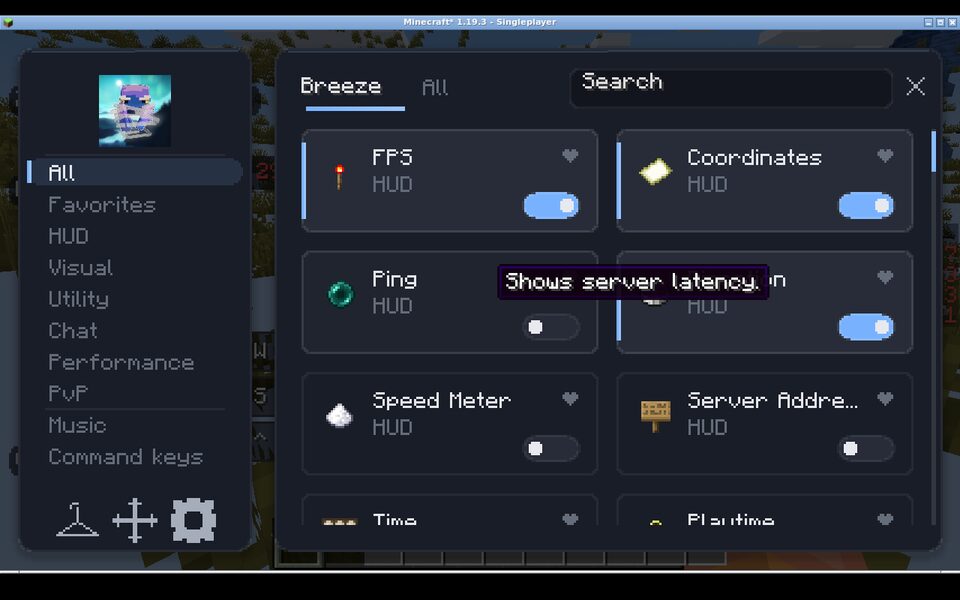 Minecraft* 1.19.3 - Singleplayer
Breeze
All
Search
All
Favorites
HUD
Visual
Utility
Chat
Performance
PvP
Music
Command keys
FPS
HUD
Coordinates
HUD
Ping
HUD
Shows server latency.
HUD
Speed Meter
HUD
Server Addre...
HUD
Time
Playtime
W
S